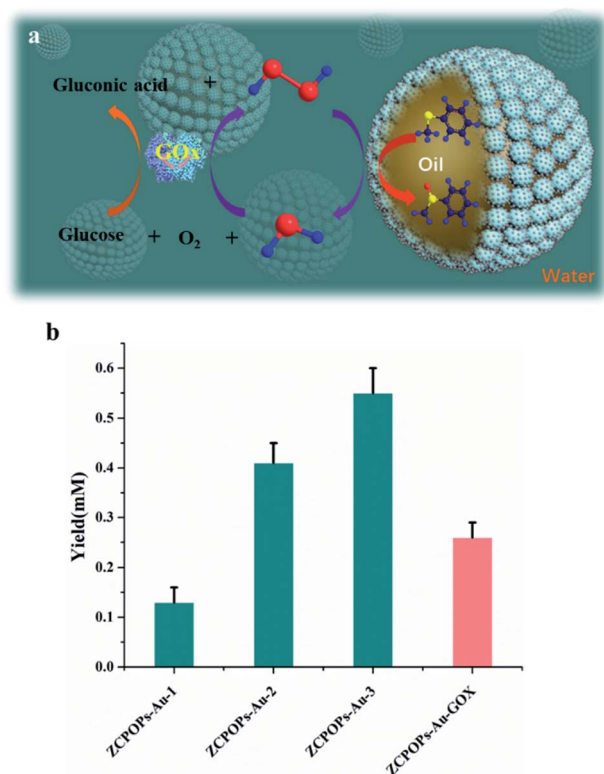 a
Gluconic acid +
GOx
Oil
Glucose + O₂ +
Water
b
Yield(mM)
0.6
0.5
0.4
0.3
0.2
0.1
0.0
ZCPOPs-Au-1
ZCPOPs-Au-2
ZCPOPs-Au-3
ZCPOPs-Au-GOX